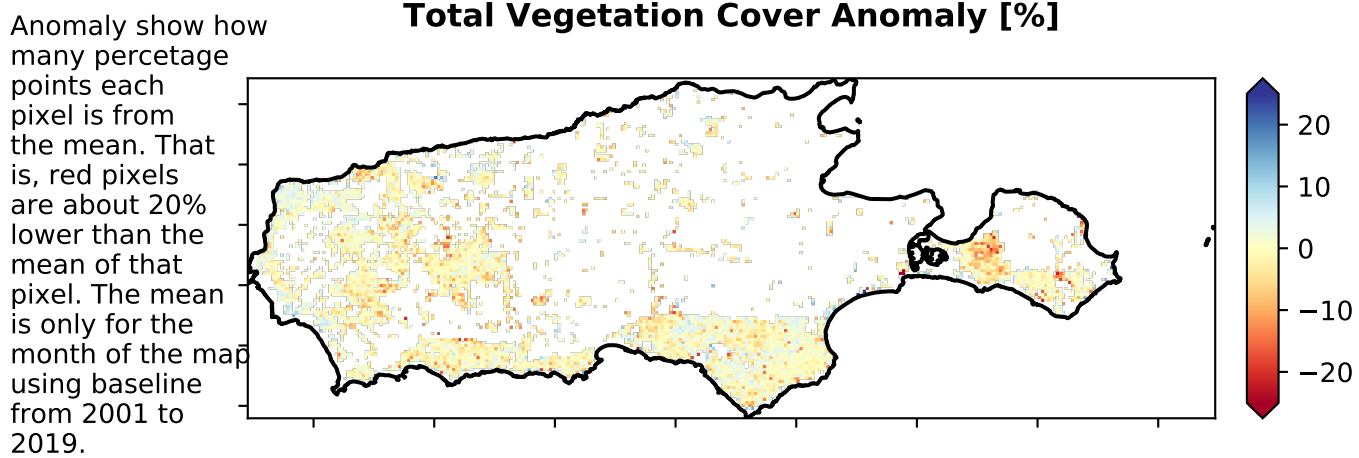 Total Vegetation Cover Anomaly [%]
Anomaly show how
many percetage
points each
pixel is from
the mean. That
is, red pixels
are about 20%
lower than the
mean of that
pixel. The mean
is only for the
month of the map
using baseline
from 2001 to
2019.
20
10
0
−10
−20